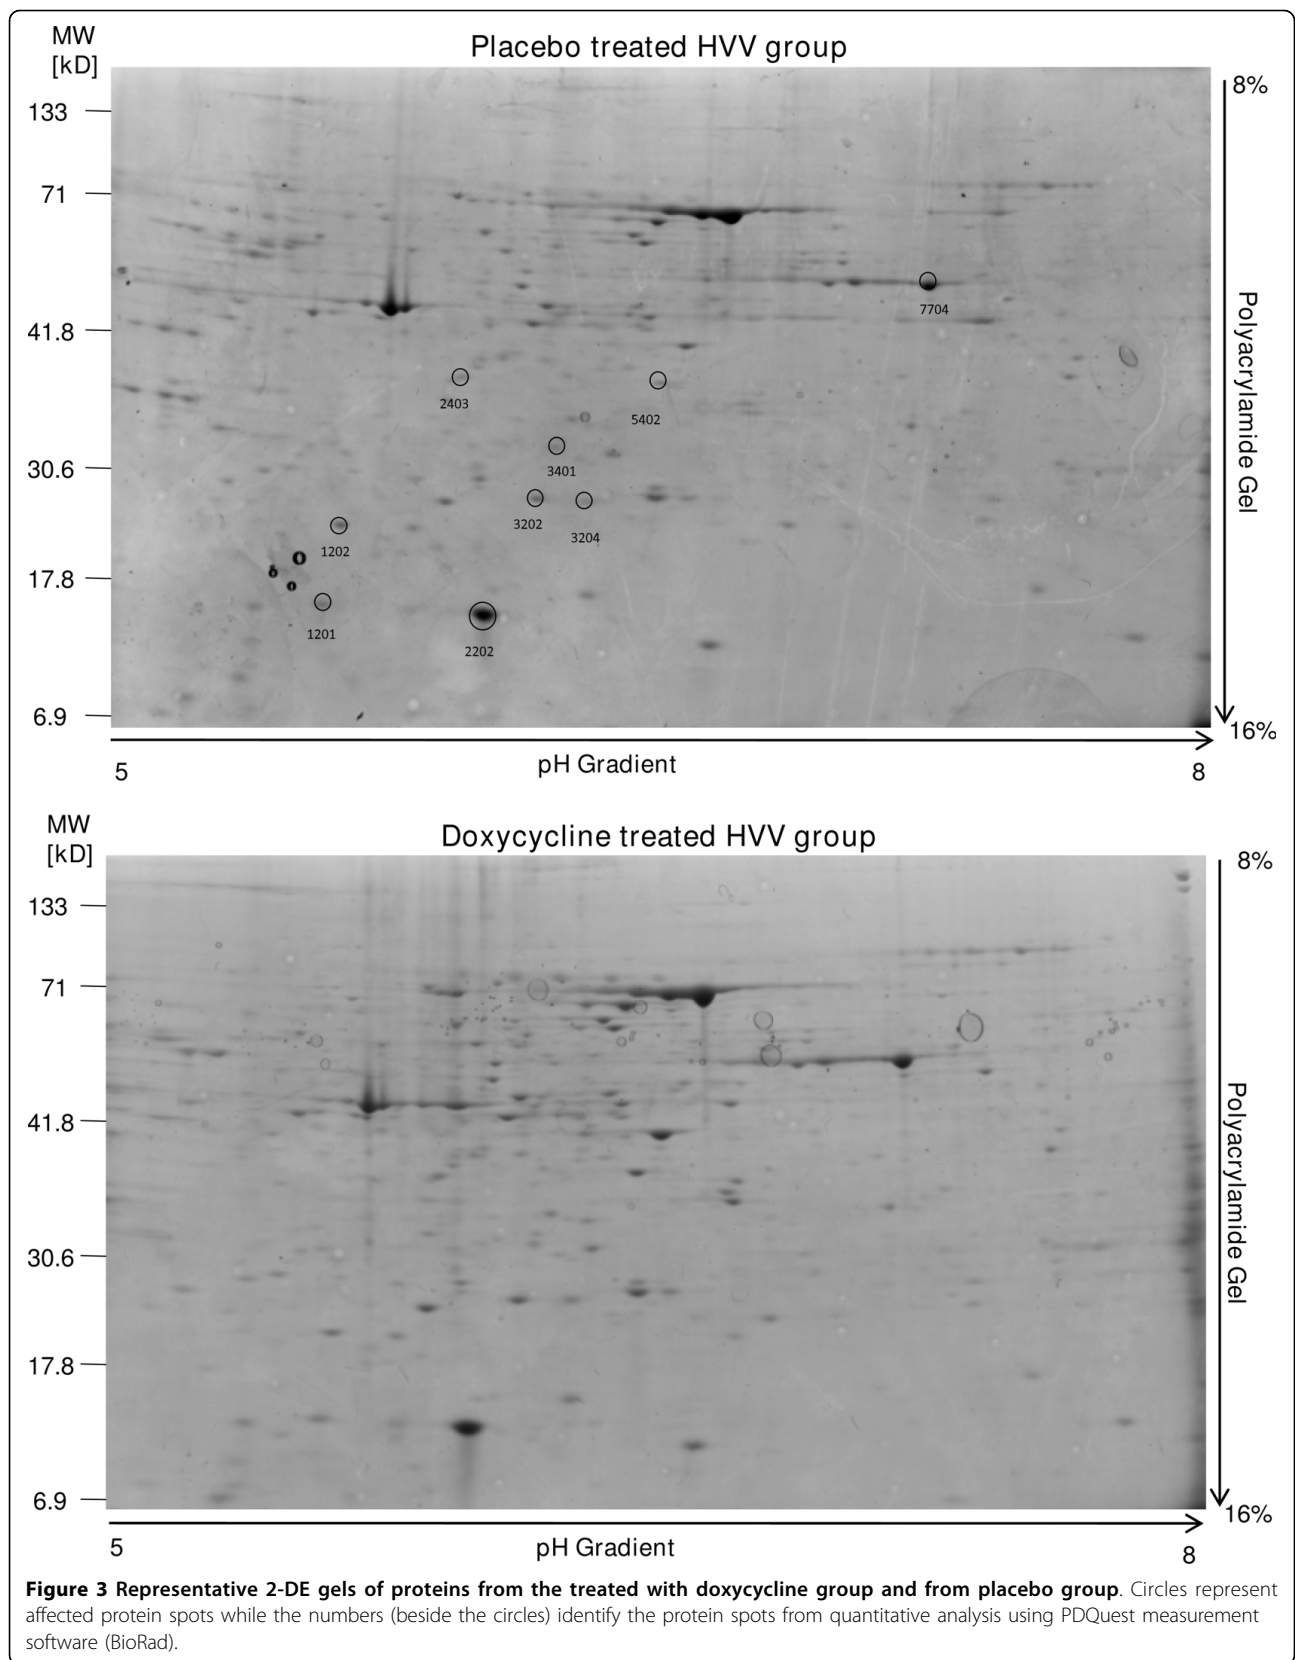 Placebo treated HVV group
MW
[kD]
8%
133
71
41.8
30.6
17.8
6.9
7704
2403
5402
3401
3202
3204
1202
1201
2202
Polyacrylamide Gel
16%
5
pH Gradient
8
Doxycycline treated HVV group
MW
[kD]
8%
133
71
41.8
30.6
17.8
6.9
Polyacrylamide Gel
16%
5
pH Gradient
8
Figure 3 Representative 2-DE gels of proteins from the treated with doxycycline group and from placebo group. Circles represent
affected protein spots while the numbers (beside the circles) identify the protein spots from quantitative analysis using PDQuest measurement
software (BioRad).